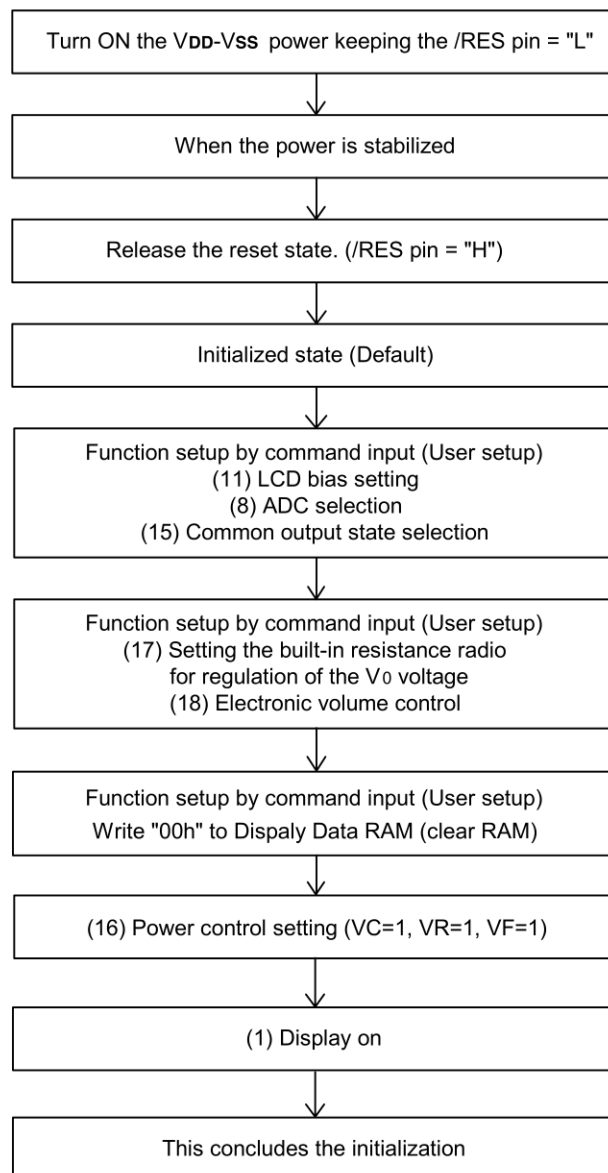 Turn ON the VDD-VSS power keeping the /RES pin = "L"
When the power is stabilized
Release the reset state. (/RES pin = "H")
Initialized state (Default)
Function setup by command input (User setup)
(11) LCD bias setting
(8) ADC selection
(15) Common output state selection
Function setup by command input (User setup)
(17) Setting the built-in resistance radio
for regulation of the V0 voltage
(18) Electronic volume control
Function setup by command input (User setup)
Write "00h" to Dispaly Data RAM (clear RAM)
(16) Power control setting (VC=1, VR=1, VF=1)
(1) Display on
This concludes the initialization